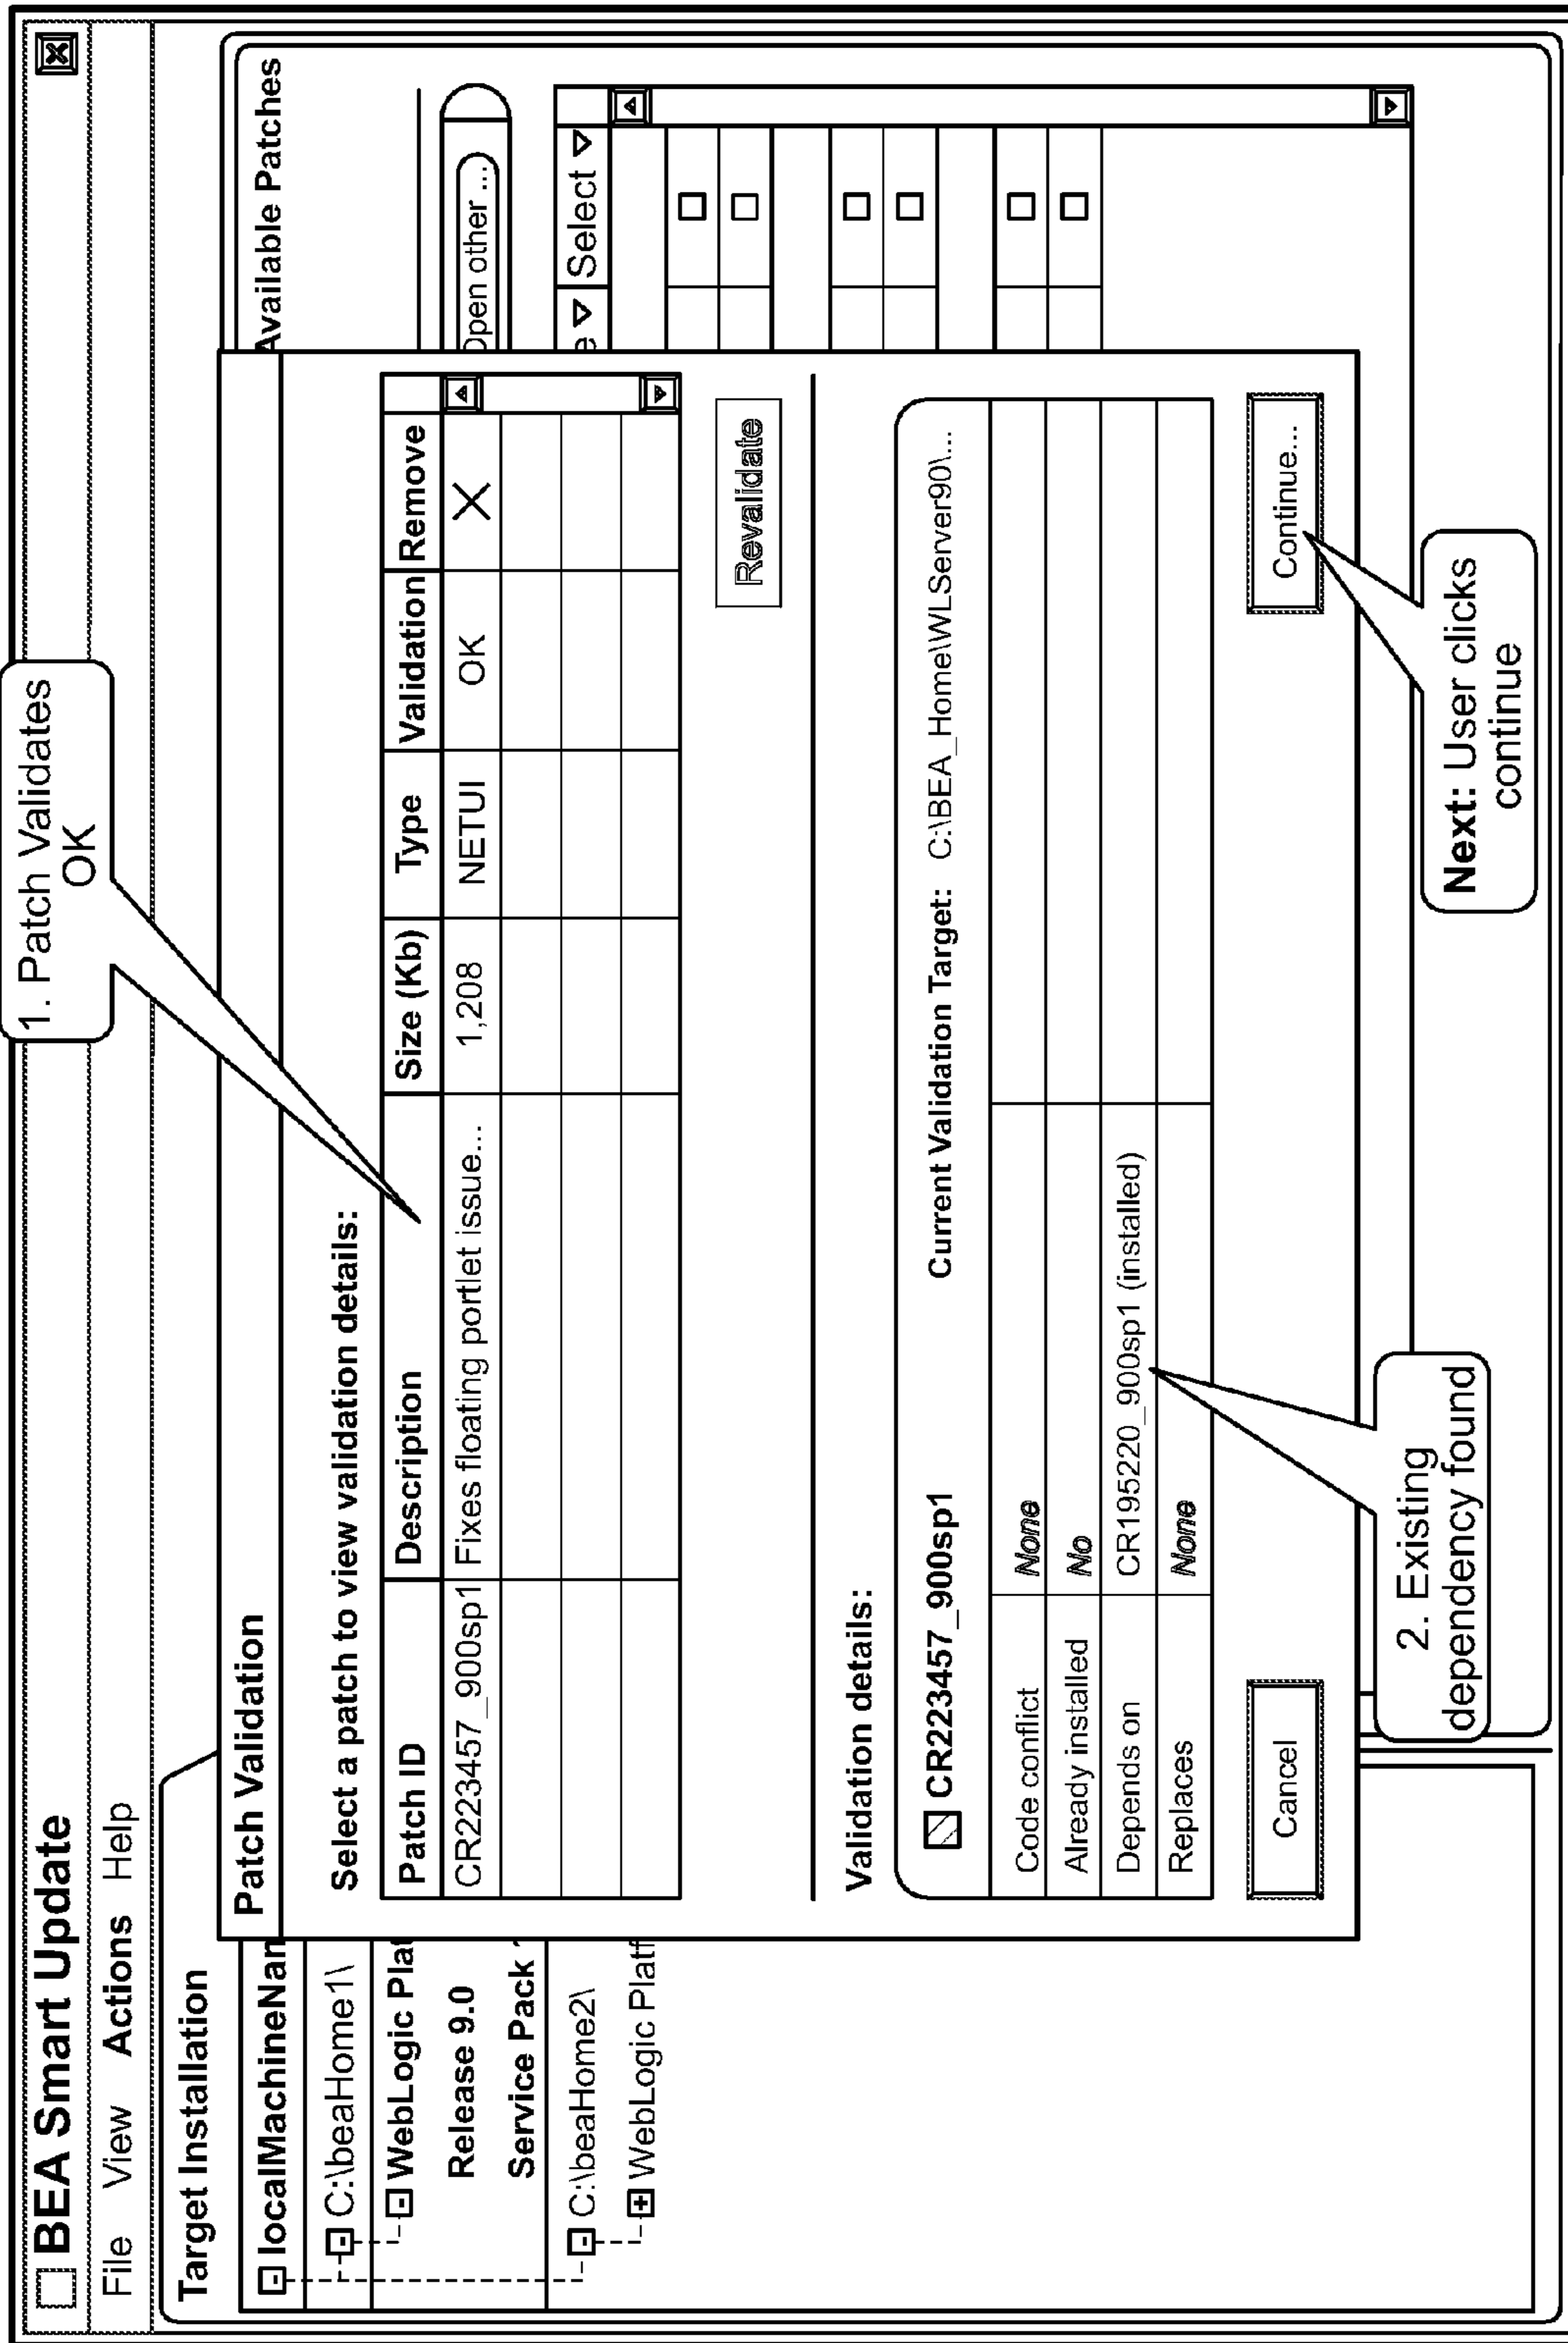 1. Patch Validates
OK
BEA Smart Update
File View Actions Help
Target Installation
localMachineNan
C:\beaHome1\
WebLogic Plat
Release 9.0
Service Pack
C:\beaHome2\
WebLogic Platf
Available Patches
Open other ...
e Select
Patch Validation
Select a patch to view validation details:
Patch ID Description Size (Kb) Type Validation Remove
CR223457_900sp1 Fixes floating portlet issue... 1,208 NETUI OK X
Revalidate
Validation details:
CR223457_900sp1 Current Validation Target: C:\BEA_Home\WLServer90\...
Code conflict None
Already installed No
Depends on CR195220_900sp1 (installed)
Replaces None
Cancel Continue...
2. Existing
dependency found
Next: User clicks
continue